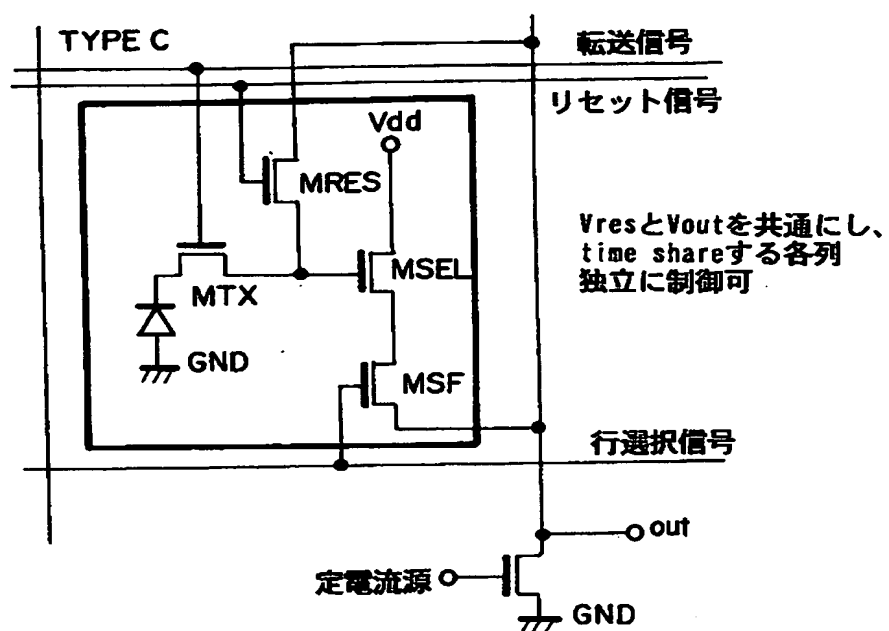 TYPE C
転送信号
リセット信号
Vdd
MRES
VresとVoutを共通にし、
time shareする各列
独立に制御可
MSEL
MTX
GND
MSF
行選択信号
out
定電流源
GND